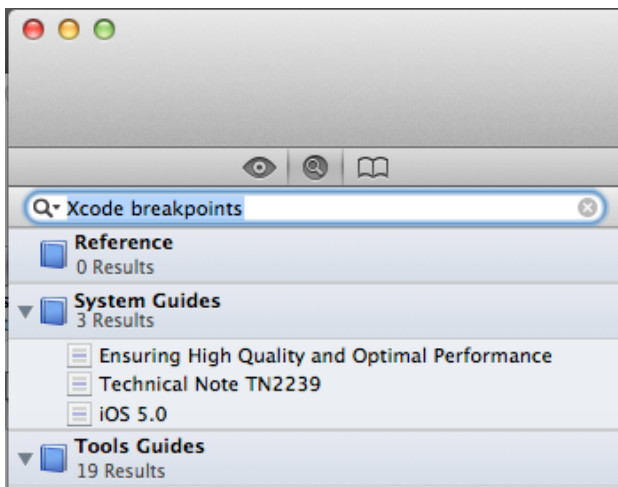 Xcode breakpoints
Reference
0 Results
System Guides
3 Results
Ensuring High Quality and Optimal Performance
Technical Note TN2239
iOS 5.0
Tools Guides
19 Results